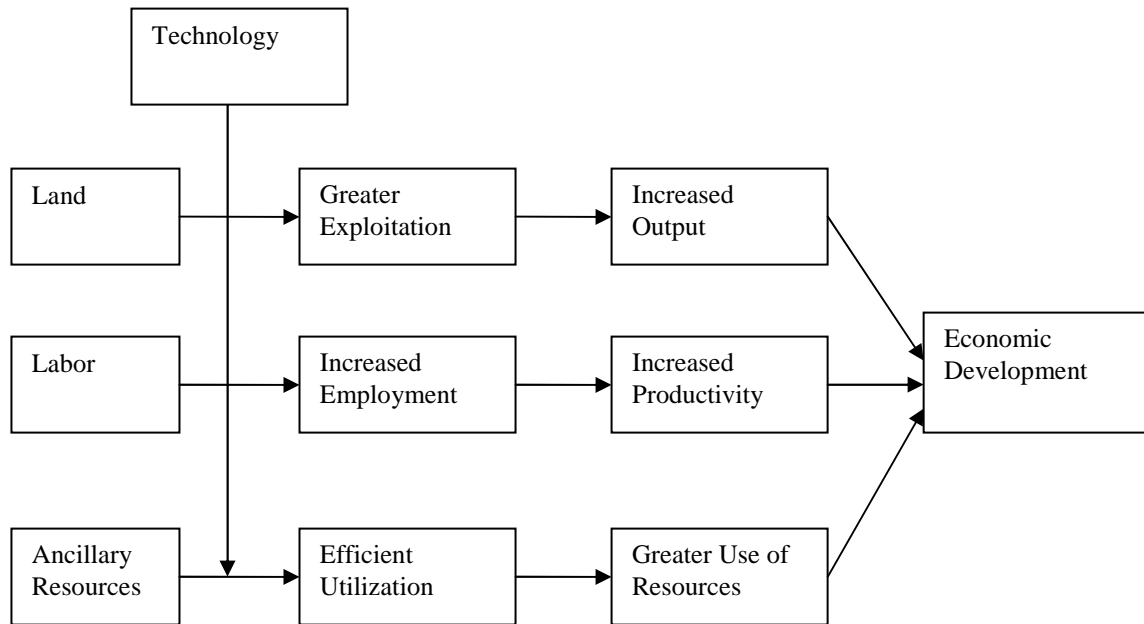 Technology
Land
Greater
Exploitation
Increased
Output
Labor
Increased
Employment
Increased
Productivity
Economic
Development
Ancillary
Resources
Efficient
Utilization
Greater Use of
Resources